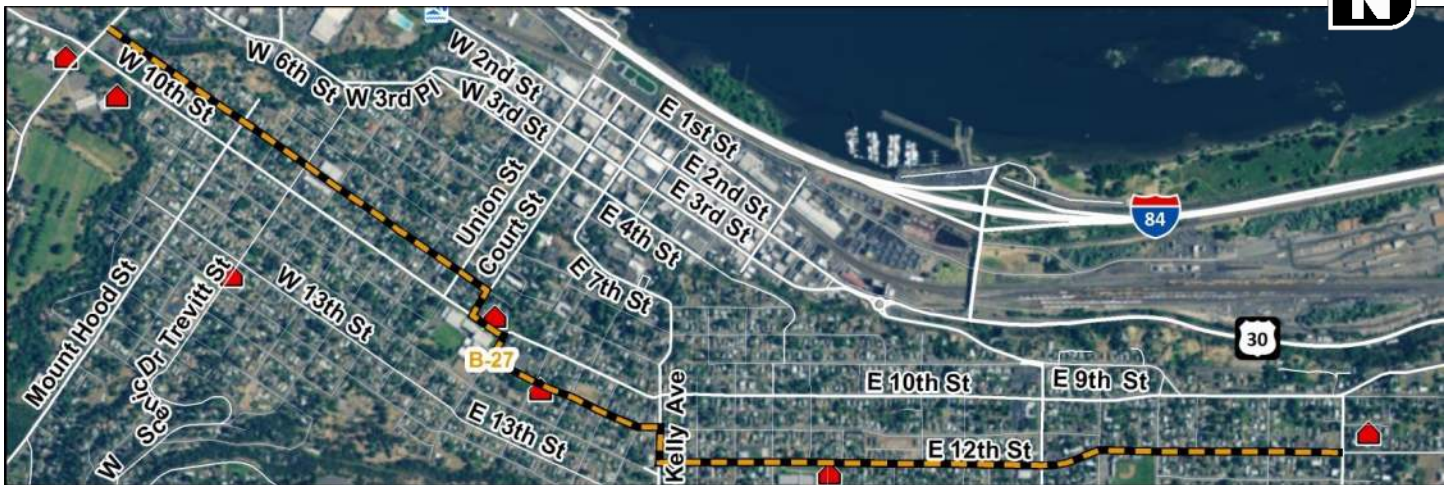 N
W 2nd St
W 6th St
W 3rd Pl
W 3rd St
W 10th St
E 1st St
E 2nd St
E 3rd St
Union St
Court St
E 4th St
E 7th St
84
Mount Hood St
Trevitt St
W 13th St
W Scenic Dr
B-27
30
Kelly Ave
E 10th St
E 9th St
E 13th St
E 12th St